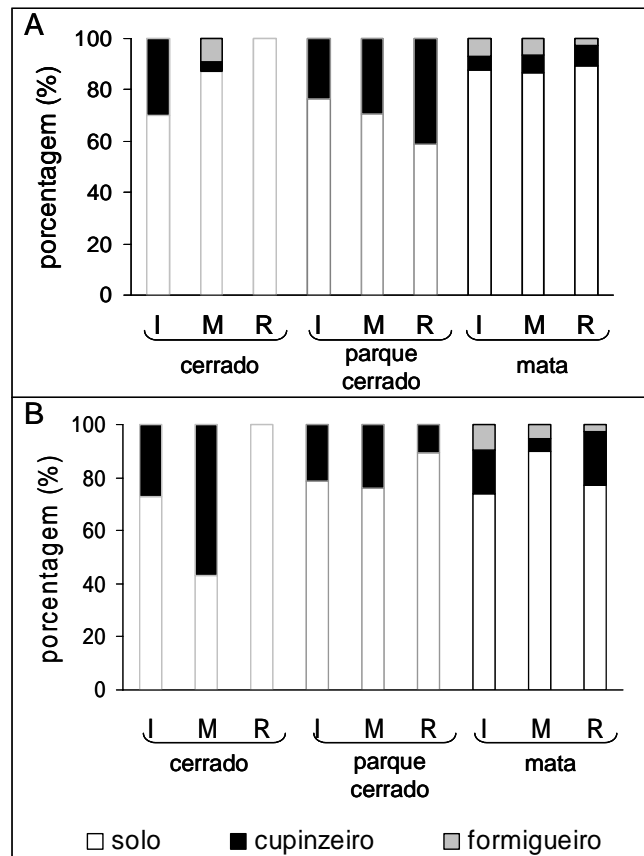 A
porcentagem (%)
100
80
60
40
20
0
I M R I M R I M R
cerrado parque cerrado mata
B
porcentagem (%)
100
80
60
40
20
0
I M R I M R I M R
cerrado parque cerrado mata
solo cupinzeiro formigueiro